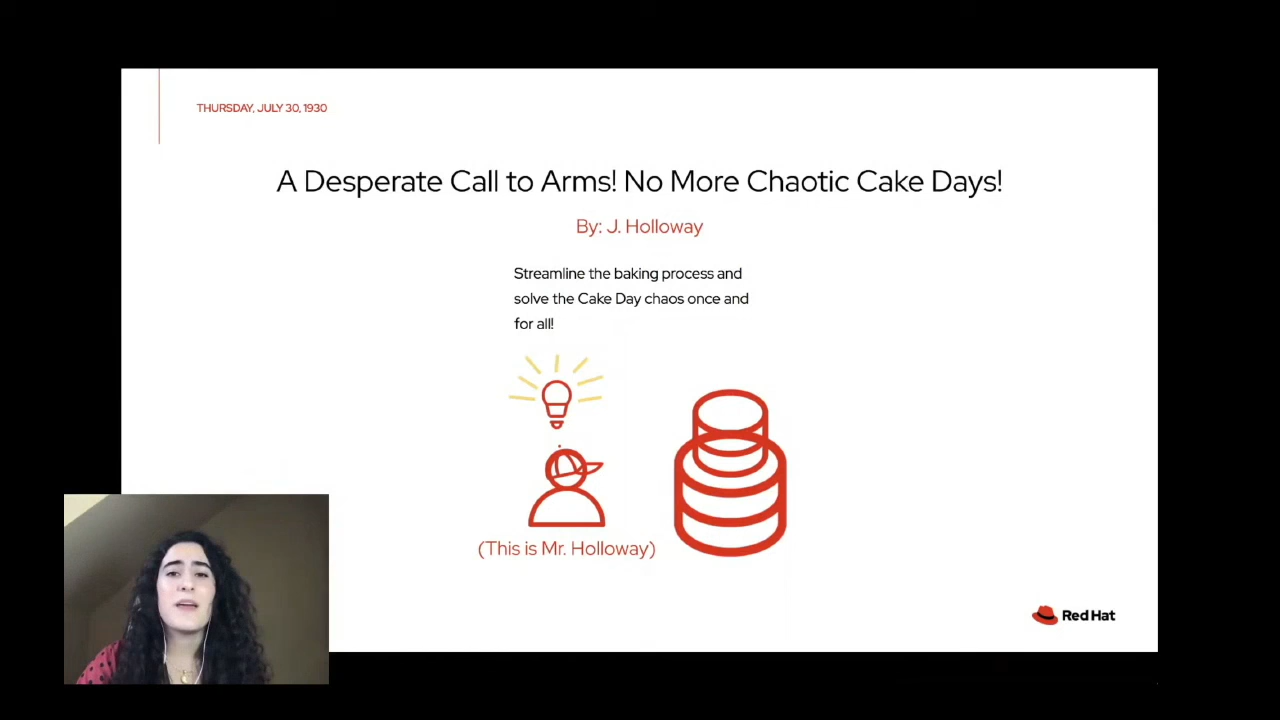 THURSDAY, JULY 30, 1930
A Desperate Call to Arms! No More Chaotic Cake Days!
By: J. Holloway
Streamline the baking process and
solve the Cake Day chaos once and
for all!
(This is Mr. Holloway)
Red Hat